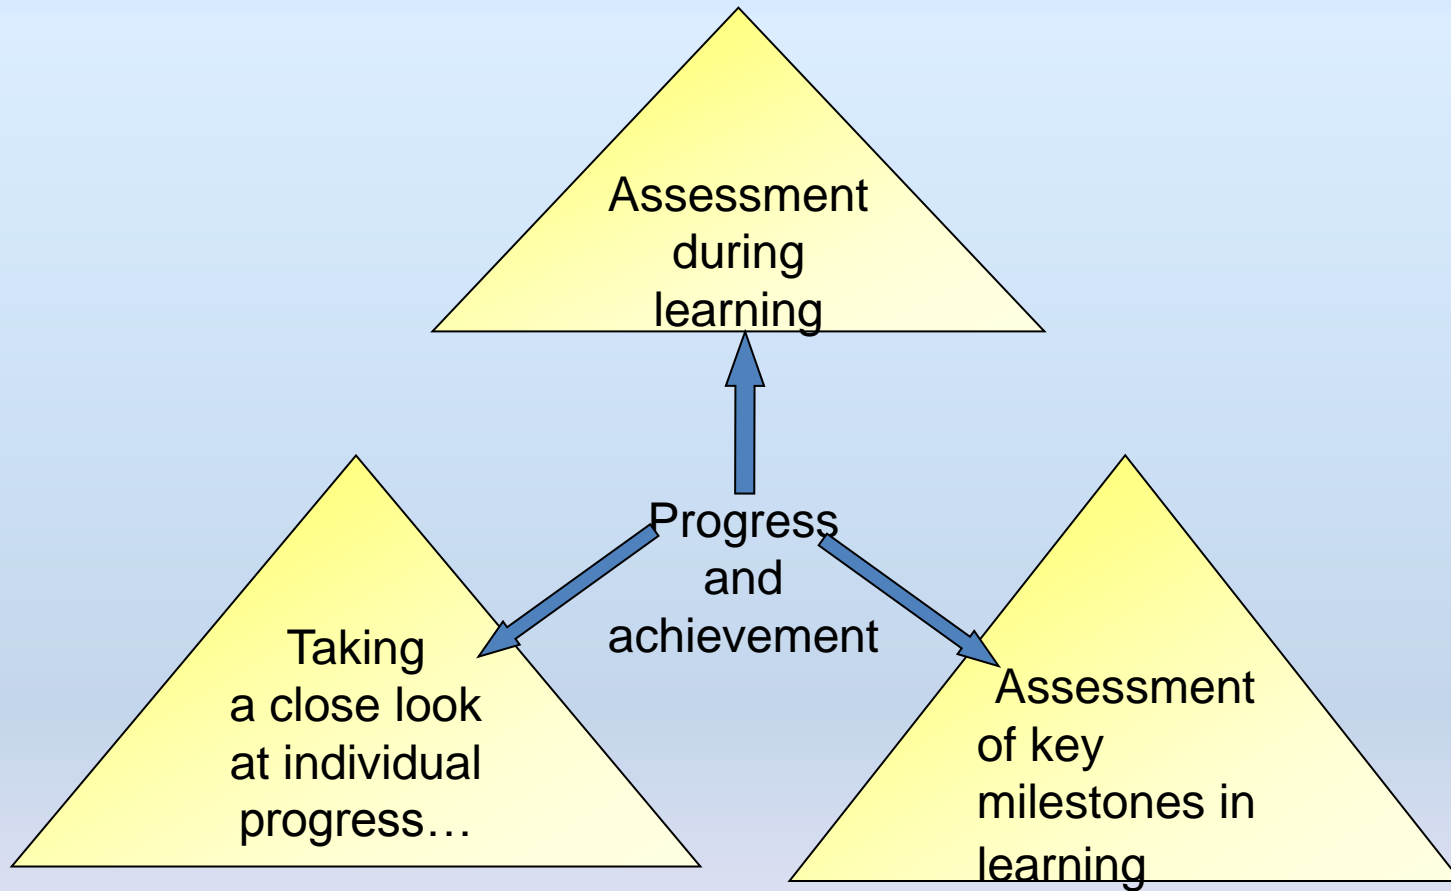 Assessment
during
learning
Progress
and
achievement
Taking
a close look
at individual
progress…
Assessment
of key
milestones in
learning